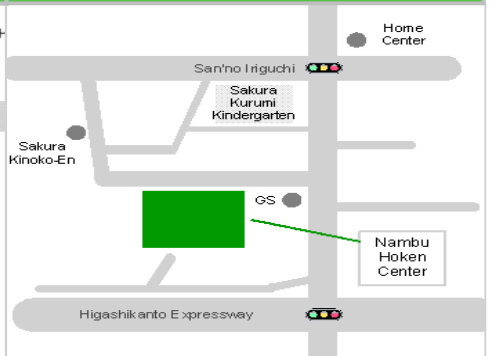 Home
Center
San'no Iriguchi
Sakura
Kurumi
Kindergarten
Sakura
Kinoko-En
GS
Nambu
Hoken
Center
Higashikanto Expressway